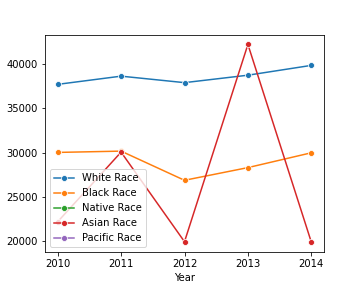 40000
35000
30000
25000
20000
White Race
Black Race
Native Race
Asian Race
Pacific Race
2010 2011 2012 2013 2014
Year